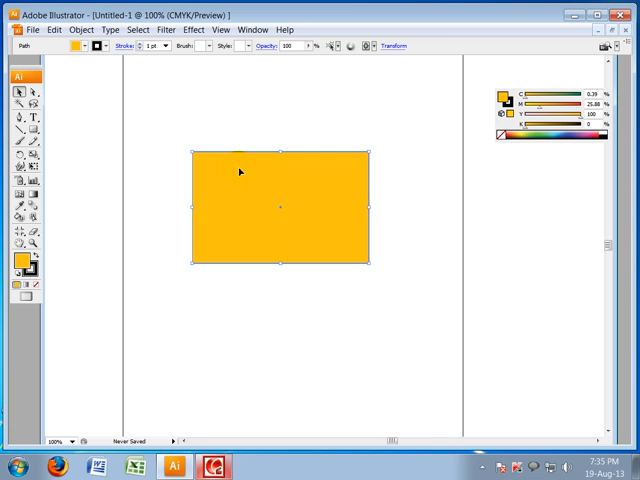 Adobe Illustrator - [Untitled-1 @ 100% (CMYK/Preview) ]
File Edit Object Type Select Filter Effect View Window Help
Path Stroke: 1 pt Brush: Style: Opacity: 100 % Transform
Ai
C 0.39 %
M 25.88 %
Y 100 %
K 0 %
T
100% Never Saved
W Ai
7:35 PM
19-Aug-13